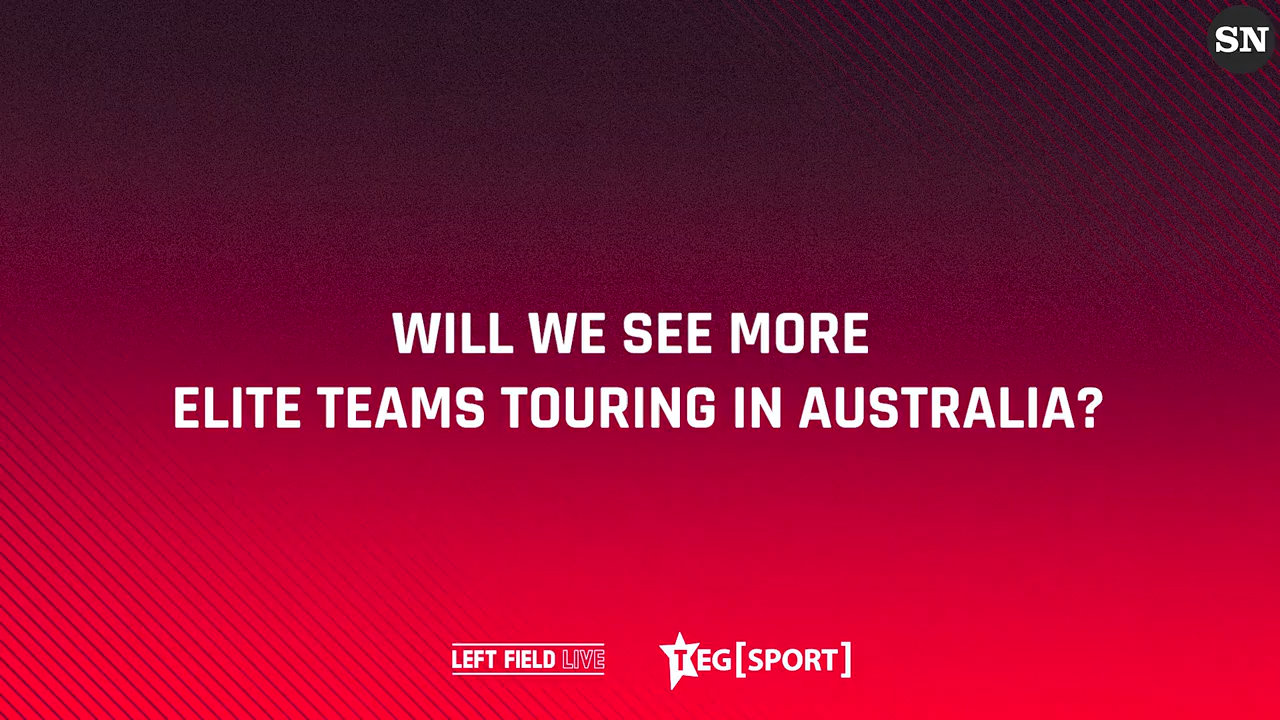 SN
WILL WE SEE MORE
ELITE TEAMS TOURING IN AUSTRALIA?
LEFT FIELD LIVE
TEG[SPORT]